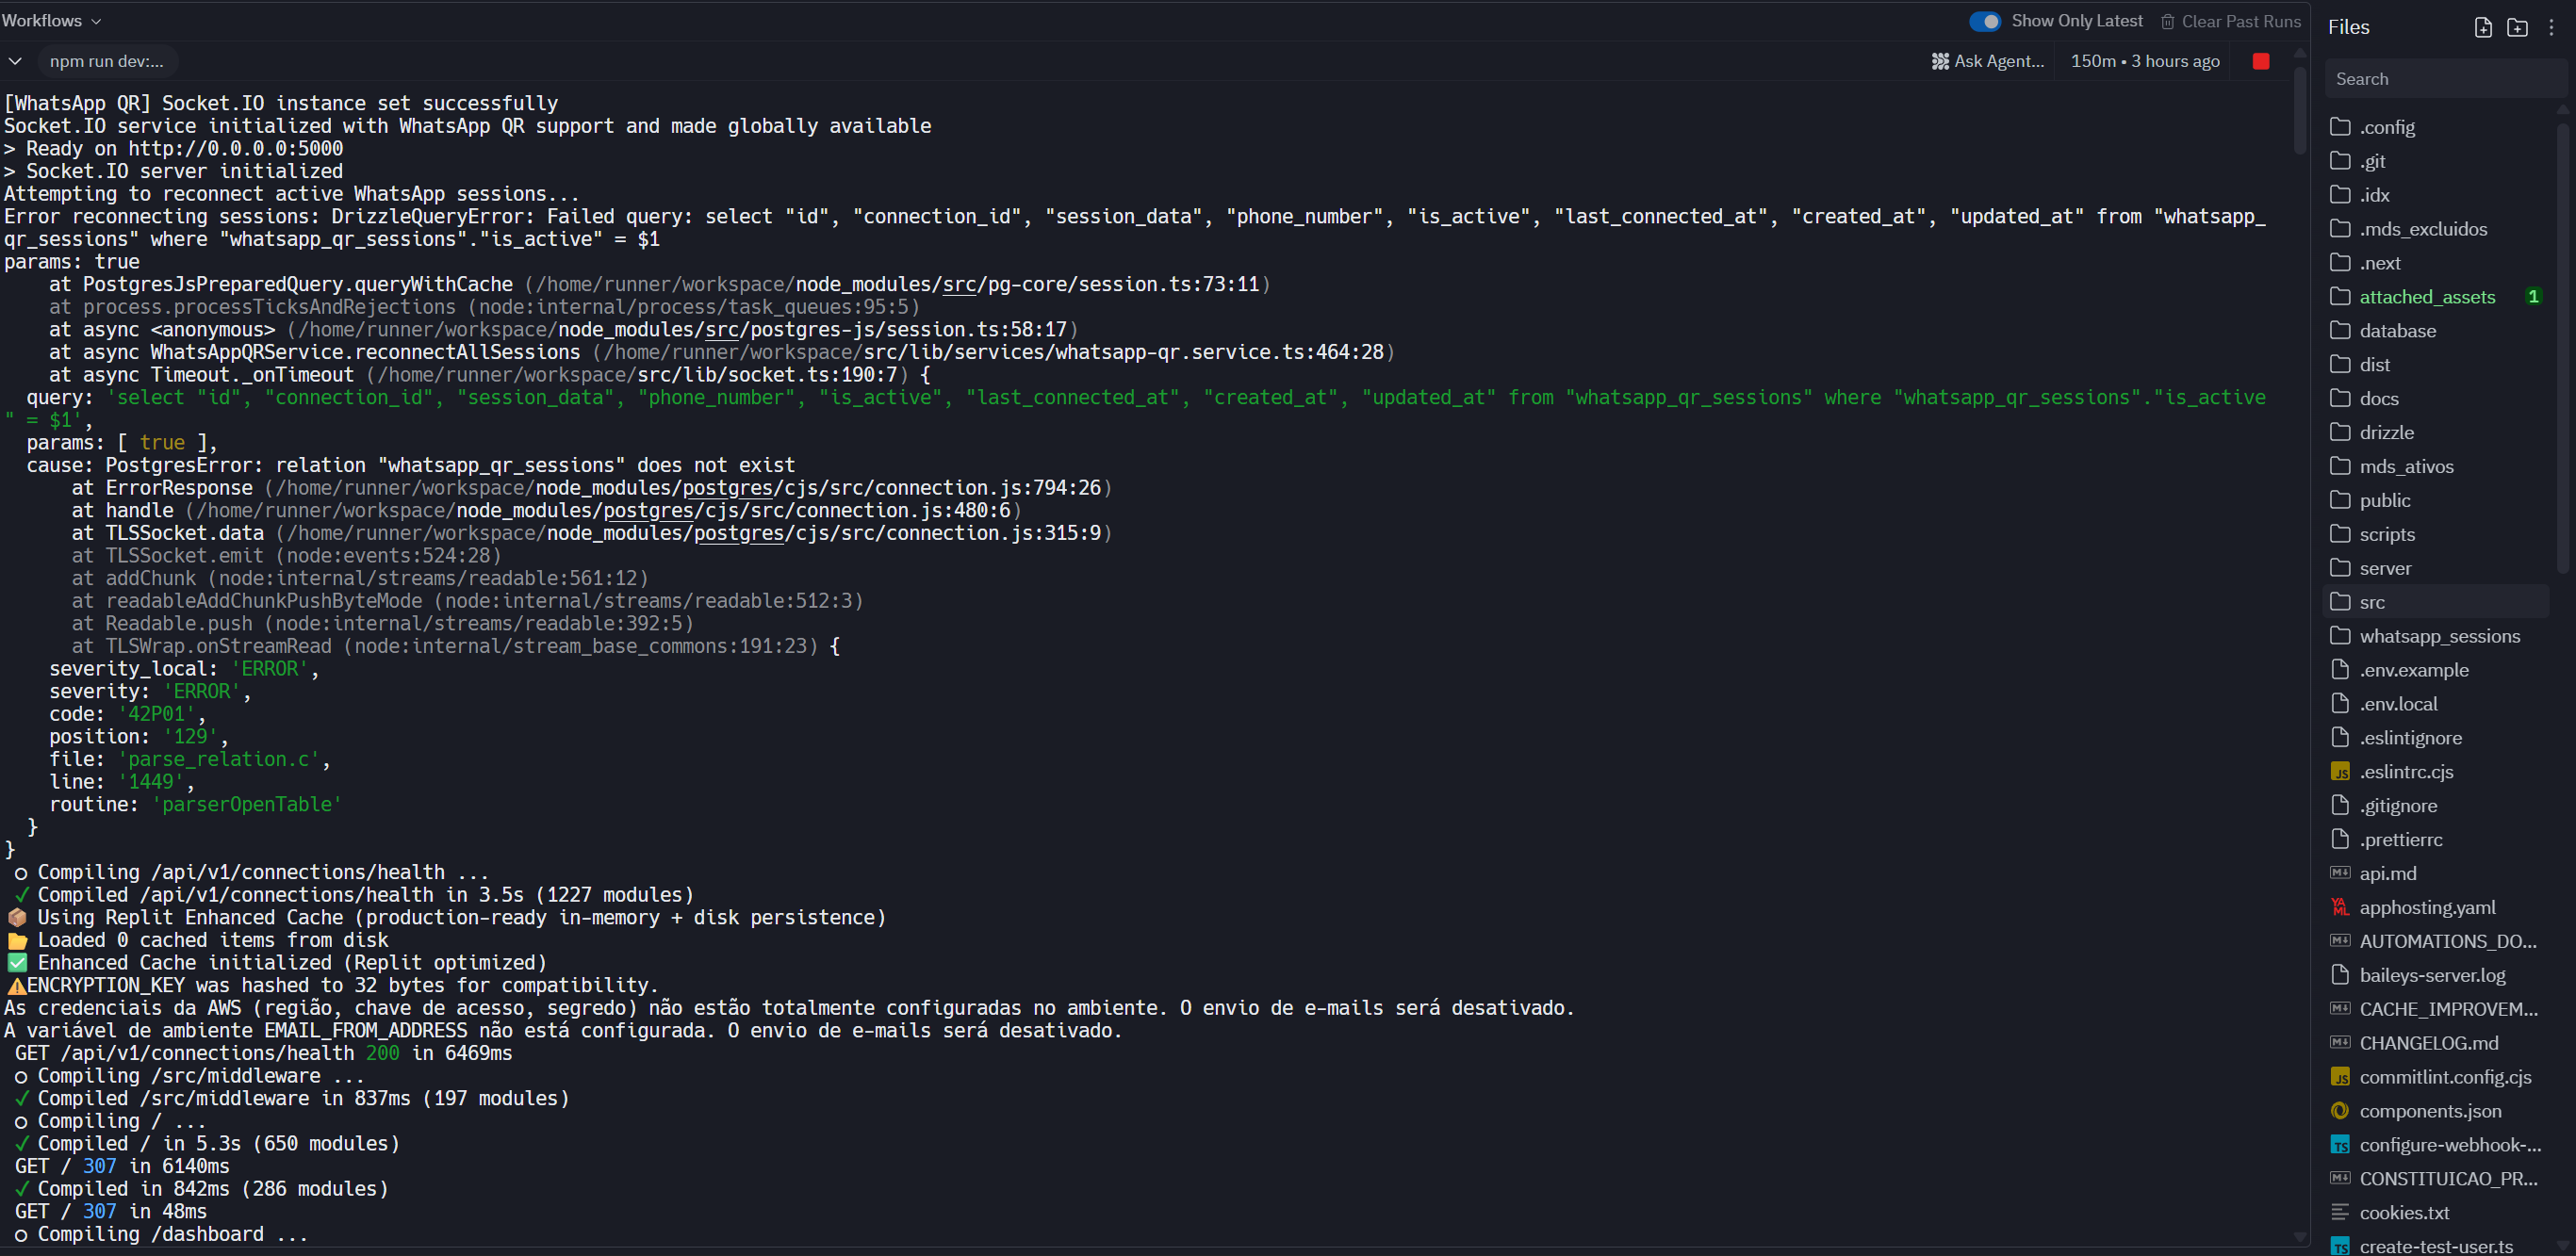 Workflows
Show Only Latest
Clear Past Runs
npm run dev:...
Ask Agent...
150m • 3 hours ago
[WhatsApp QR] Socket.IO instance set successfully
Socket.IO service initialized with WhatsApp QR support and made globally available
> Ready on http://0.0.0.0:5000
> Socket.IO server initialized
Attempting to reconnect active WhatsApp sessions...
Error reconnecting sessions: DrizzleQueryError: Failed query: select "id", "connection_id", "session_data", "phone_number", "is_active", "last_connected_at", "created_at", "updated_at" from "whatsapp_
qr_sessions" where "whatsapp_qr_sessions"."is_active" = $1
params: true
at PostgresJsPreparedQuery.queryWithCache (/home/runner/workspace/node_modules/src/pg-core/session.ts:73:11)
at process.processTicksAndRejections (node:internal/process/task_queues:95:5)
at async <anonymous> (/home/runner/workspace/node_modules/src/postgres-js/session.ts:58:17)
at async WhatsAppQRService.reconnectAllSessions (/home/runner/workspace/src/lib/services/whatsapp-qr.service.ts:464:28)
at async Timeout._onTimeout (/home/runner/workspace/src/lib/socket.ts:190:7) {
query: 'select "id", "connection_id", "session_data", "phone_number", "is_active", "last_connected_at", "created_at", "updated_at" from "whatsapp_qr_sessions" where "whatsapp_qr_sessions"."is_active
" = $1',
params: [ true ],
cause: PostgresError: relation "whatsapp_qr_sessions" does not exist
at ErrorResponse (/home/runner/workspace/node_modules/postgres/cjs/src/connection.js:794:26)
at handle (/home/runner/workspace/node_modules/postgres/cjs/src/connection.js:480:6)
at TLSSocket.data (/home/runner/workspace/node_modules/postgres/cjs/src/connection.js:315:9)
at TLSSocket.emit (node:events:524:28)
at addChunk (node:internal/streams/readable:561:12)
at readableAddChunkPushByteMode (node:internal/streams/readable:512:3)
at Readable.push (node:internal/streams/readable:392:5)
at TLSWrap.onStreamRead (node:internal/stream_base_commons:191:23) {
severity_local: 'ERROR',
severity: 'ERROR',
code: '42P01',
position: '129',
file: 'parse_relation.c',
line: '1449',
routine: 'parserOpenTable'
}
}
○ Compiling /api/v1/connections/health ...
✓ Compiled /api/v1/connections/health in 3.5s (1227 modules)
📦 Using Replit Enhanced Cache (production-ready in-memory + disk persistence)
📂 Loaded 0 cached items from disk
✅ Enhanced Cache initialized (Replit optimized)
⚠️ENCRYPTION_KEY was hashed to 32 bytes for compatibility.
As credenciais da AWS (região, chave de acesso, segredo) não estão totalmente configuradas no ambiente. O envio de e-mails será desativado.
A variável de ambiente EMAIL_FROM_ADDRESS não está configurada. O envio de e-mails será desativado.
GET /api/v1/connections/health 200 in 6469ms
○ Compiling /src/middleware ...
✓ Compiled /src/middleware in 837ms (197 modules)
○ Compiling / ...
✓ Compiled / in 5.3s (650 modules)
GET / 307 in 6140ms
✓ Compiled in 842ms (286 modules)
GET / 307 in 48ms
○ Compiling /dashboard ...
Files
Search
.config
.git
.idx
.mds_excluidos
.next
attached_assets 1
database
dist
docs
drizzle
mds_ativos
public
scripts
server
src
whatsapp_sessions
.env.example
.env.local
.eslintignore
JS .eslintrc.cjs
.gitignore
.prettierrc
M↓ api.md
YAML apphosting.yaml
M↓ AUTOMATIONS_DO...
baileys-server.log
M↓ CACHE_IMPROVEM...
M↓ CHANGELOG.md
JS commitlint.config.cjs
components.json
TS configure-webhook-...
M↓ CONSTITUICAO_PR...
cookies.txt
TS create-test-user.ts